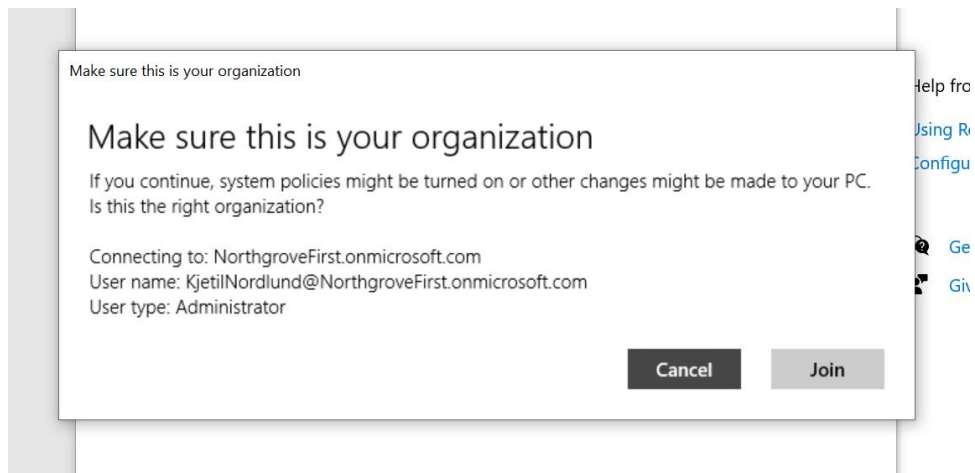 Make sure this is your organization
Make sure this is your organization
If you continue, system policies might be turned on or other changes might be made to your PC.
Is this the right organization?
Connecting to: NorthgroveFirst.onmicrosoft.com
User name: KjetilNordlund@NorthgroveFirst.onmicrosoft.com
User type: Administrator
Cancel
Join
Help
Using